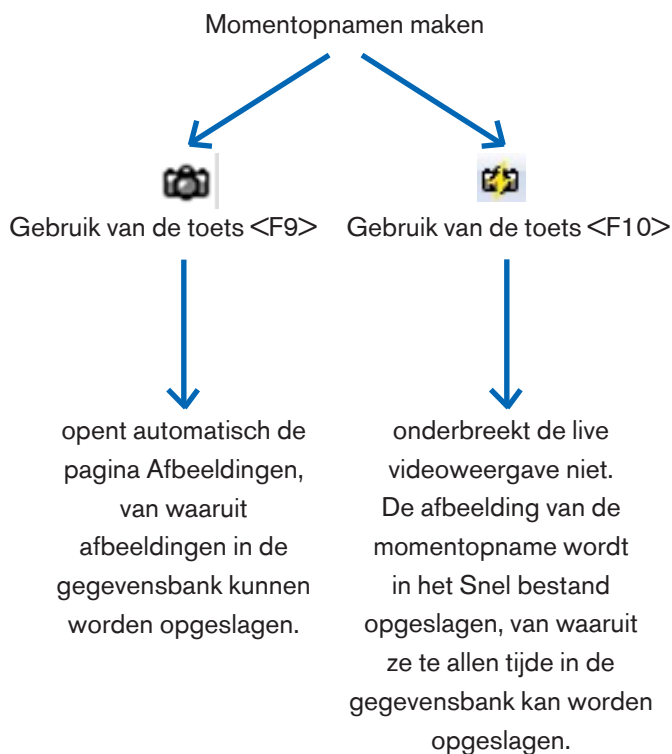 Momentopnamen maken
Gebruik van de toets <F9>
Gebruik van de toets <F10>
opent automatisch de
pagina Afbeeldingen,
van waaruit
afbeeldingen in de
gegevensbank kunnen
worden opgeslagen.
onderbreekt de live
videoweergave niet.
De afbeelding van de
momentopname wordt
in het Snel bestand
opgeslagen, van waaruit
ze te allen tijde in de
gegevensbank kan worden
opgeslagen.